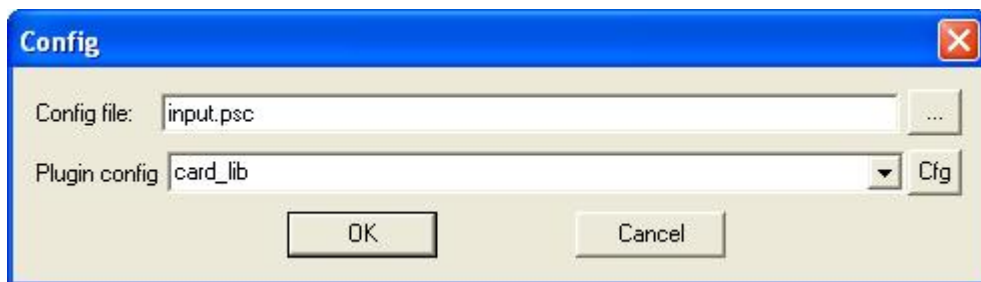 Config
Config file: input.psc ...
Plugin config card_lib Cfg
OK Cancel